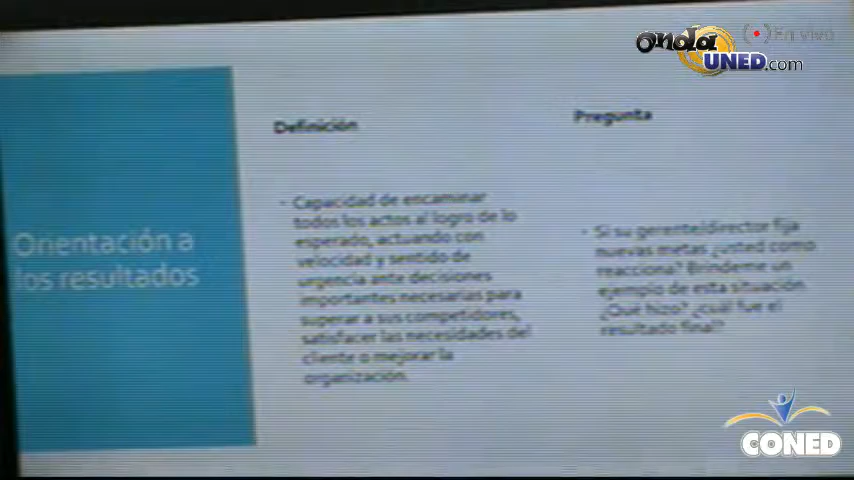 onda
UNED.com
En vivo
Orientación a
los resultados
Definición
- Capacidad de encaminar
todos los actos al logro de lo
esperado, actuando con
velocidad y sentido de
urgencia ante decisiones
importantes necesarias para
superar a sus competidores,
satisfacer las necesidades del
cliente o mejorar la
organización.
Pregunta
- Si su gerente/director fija
nuevas metas ¿usted como
reacciona? Bríndeme un
ejemplo de esta situación
¿Qué hizo? ¿cuál fue el
resultado final?
CONED